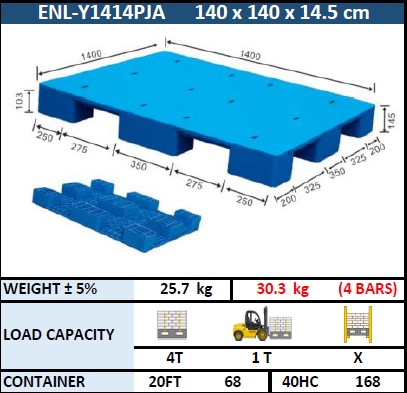 ENL-Y1414PJA 140 x 140 x 14.5 cm
1400 1400
103 145
250 275 350 275 250 200 325 350 325 200
WEIGHT ± 5% 25.7 kg 30.3 kg (4 BARS)
LOAD CAPACITY 4T 1 T X
CONTAINER 20FT 68 40HC 168